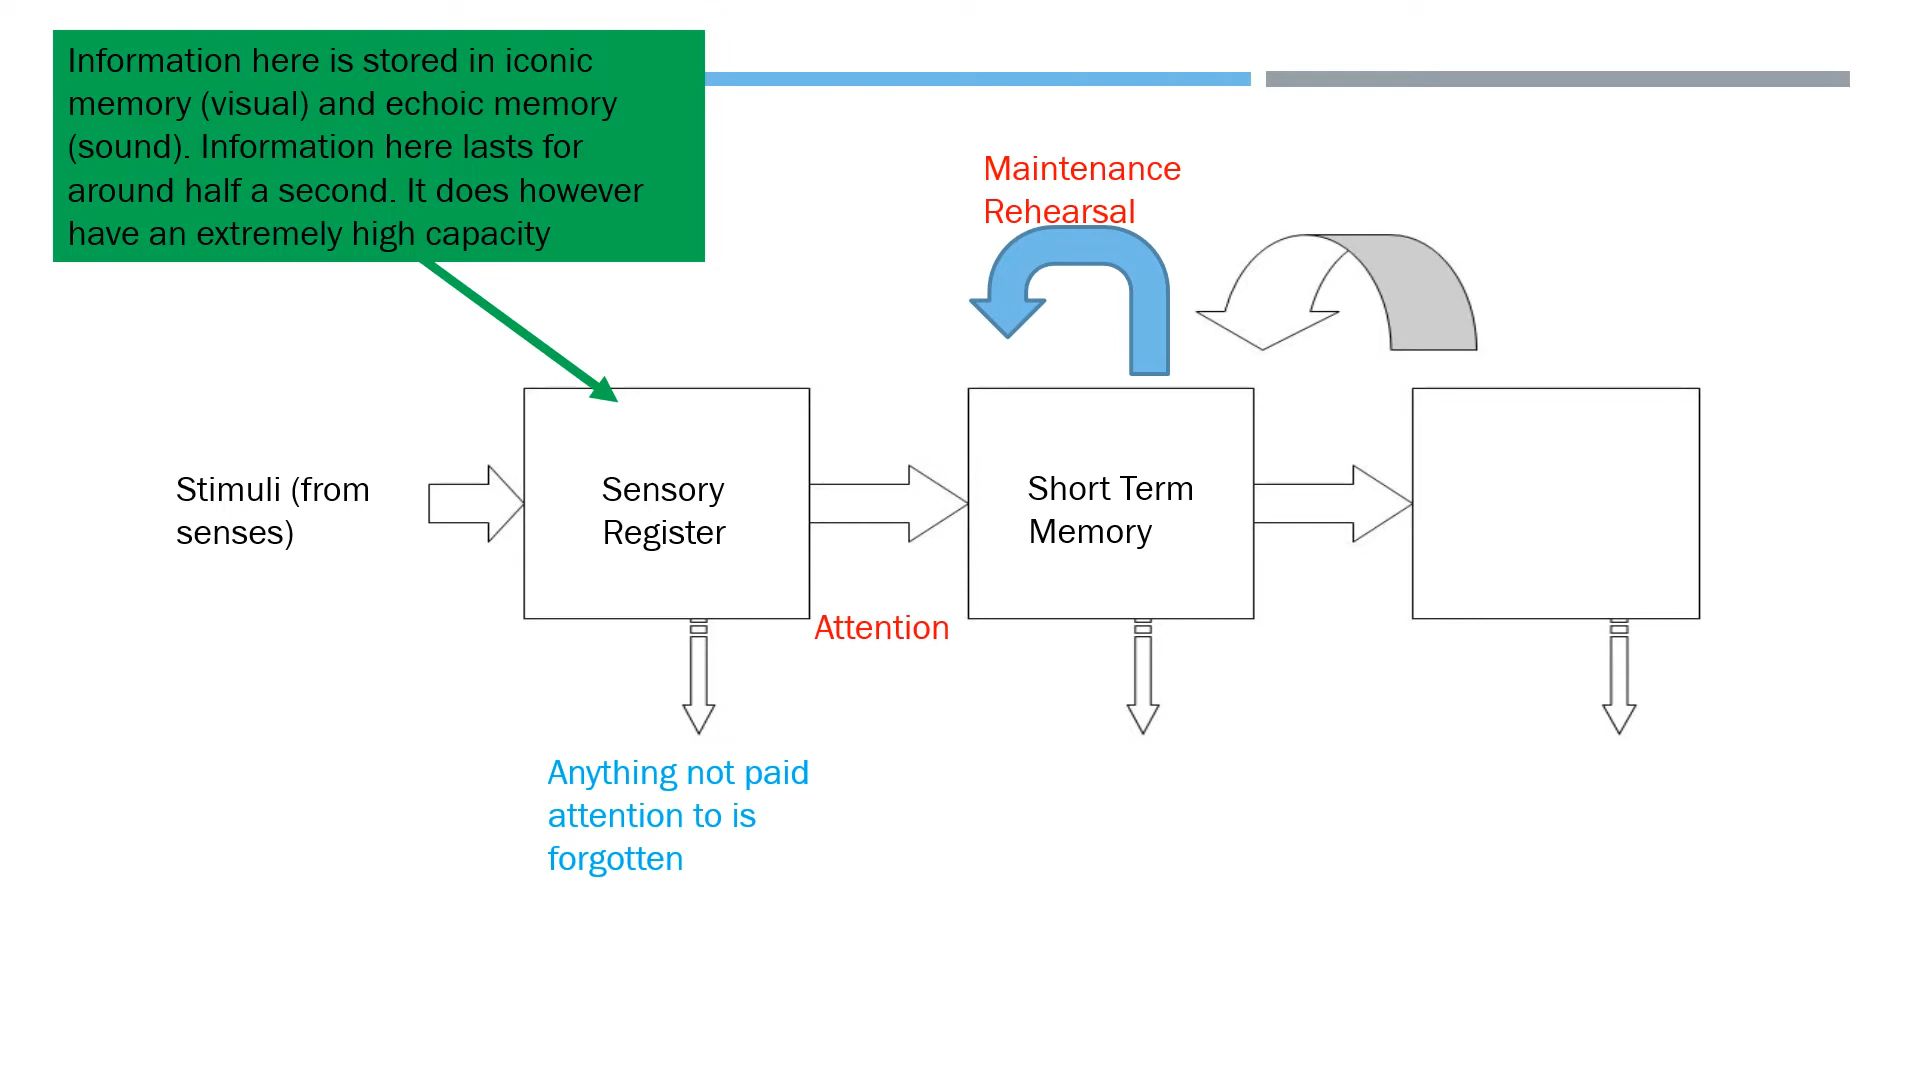 Information here is stored in iconic
memory (visual) and echoic memory
(sound). Information here lasts for
around half a second. It does however
have an extremely high capacity
Maintenance
Rehearsal
Stimuli (from
senses)
Sensory
Register
Short Term
Memory
Attention
Anything not paid
attention to is
forgotten